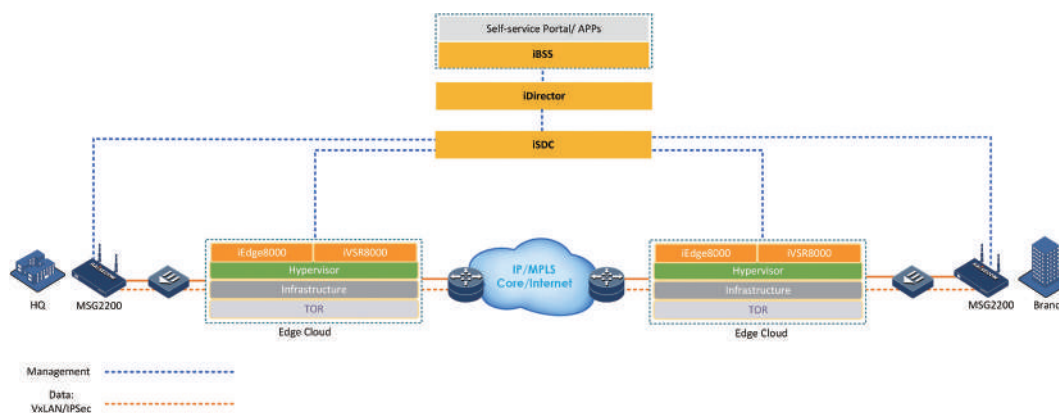 Self-service Portal/ APPs
iBSS
iDirector
iSDC
iEdge8000
iVSR8000
Hypervisor
Infrastructure
TOR
Edge Cloud
IP/MPLS
Core/Internet
iEdge8000
iVSR8000
Hypervisor
Infrastructure
TOR
Edge Cloud
HQ
MSG2200
MSG2200
Branc
Management
Data:
VxLAN/IPSec